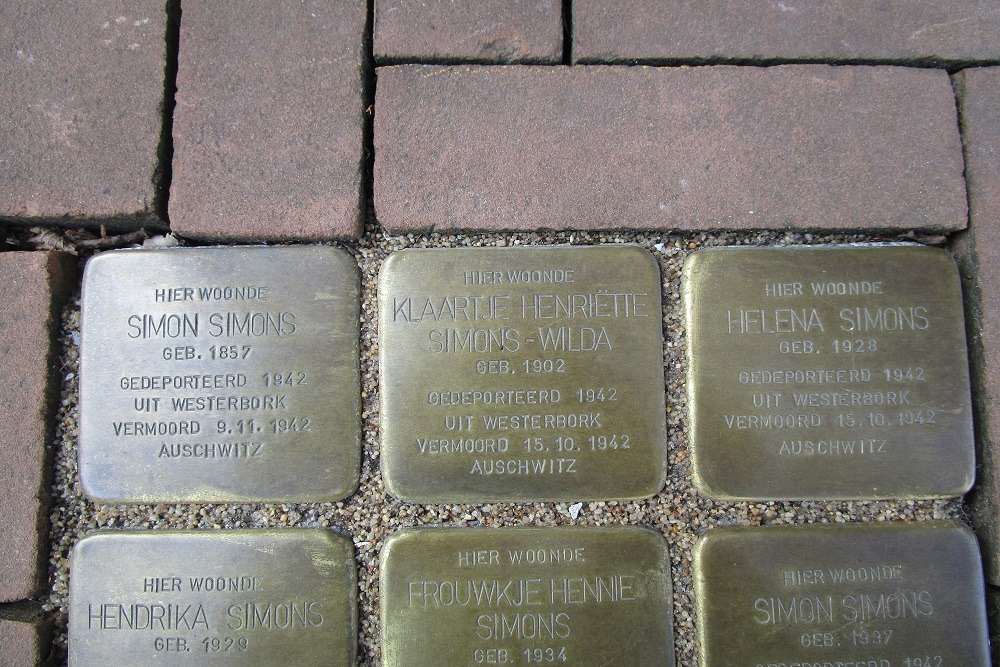 HIER WOONDE
SIMON SIMONS
GEB. 1857
GEDEPORTEERD 1942
UIT WESTERBORK
VERMOORD 9.11.1942
AUSCHWITZ
HIER WOONDE
KLAARTJE HENRIËTTE
SIMONS-WILDA
GEB. 1902
GEDEPORTEERD 1942
UIT WESTERBORK
VERMOORD 15.10.1942
AUSCHWITZ
HIER WOONDE
HELENA SIMONS
GEB. 1928
GEDEPORTEERD 1942
UIT WESTERBORK
VERMOORD 15.10.1942
AUSCHWITZ
HIER WOONDE
HENDRIKA SIMONS
GEB. 1929
HIER WOONDE
FROUWKJE HENNIE
SIMONS
GEB. 1934
HIER WOONDE
SIMON SIMONS
GEB. 1937
GEDEPORTEERD 1942